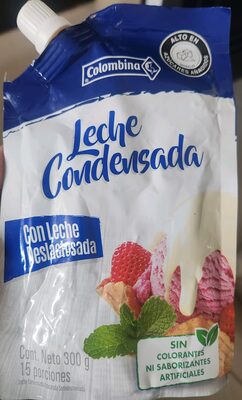 Colombina
ALTO EN
AZÚCARES AÑADIDOS
Leche
Condensada
Con Leche
Deslactosada
Cont. Neto 300 g
15 porciones
SIN
COLORANTES
NI SABORIZANTES
ARTIFICIALES